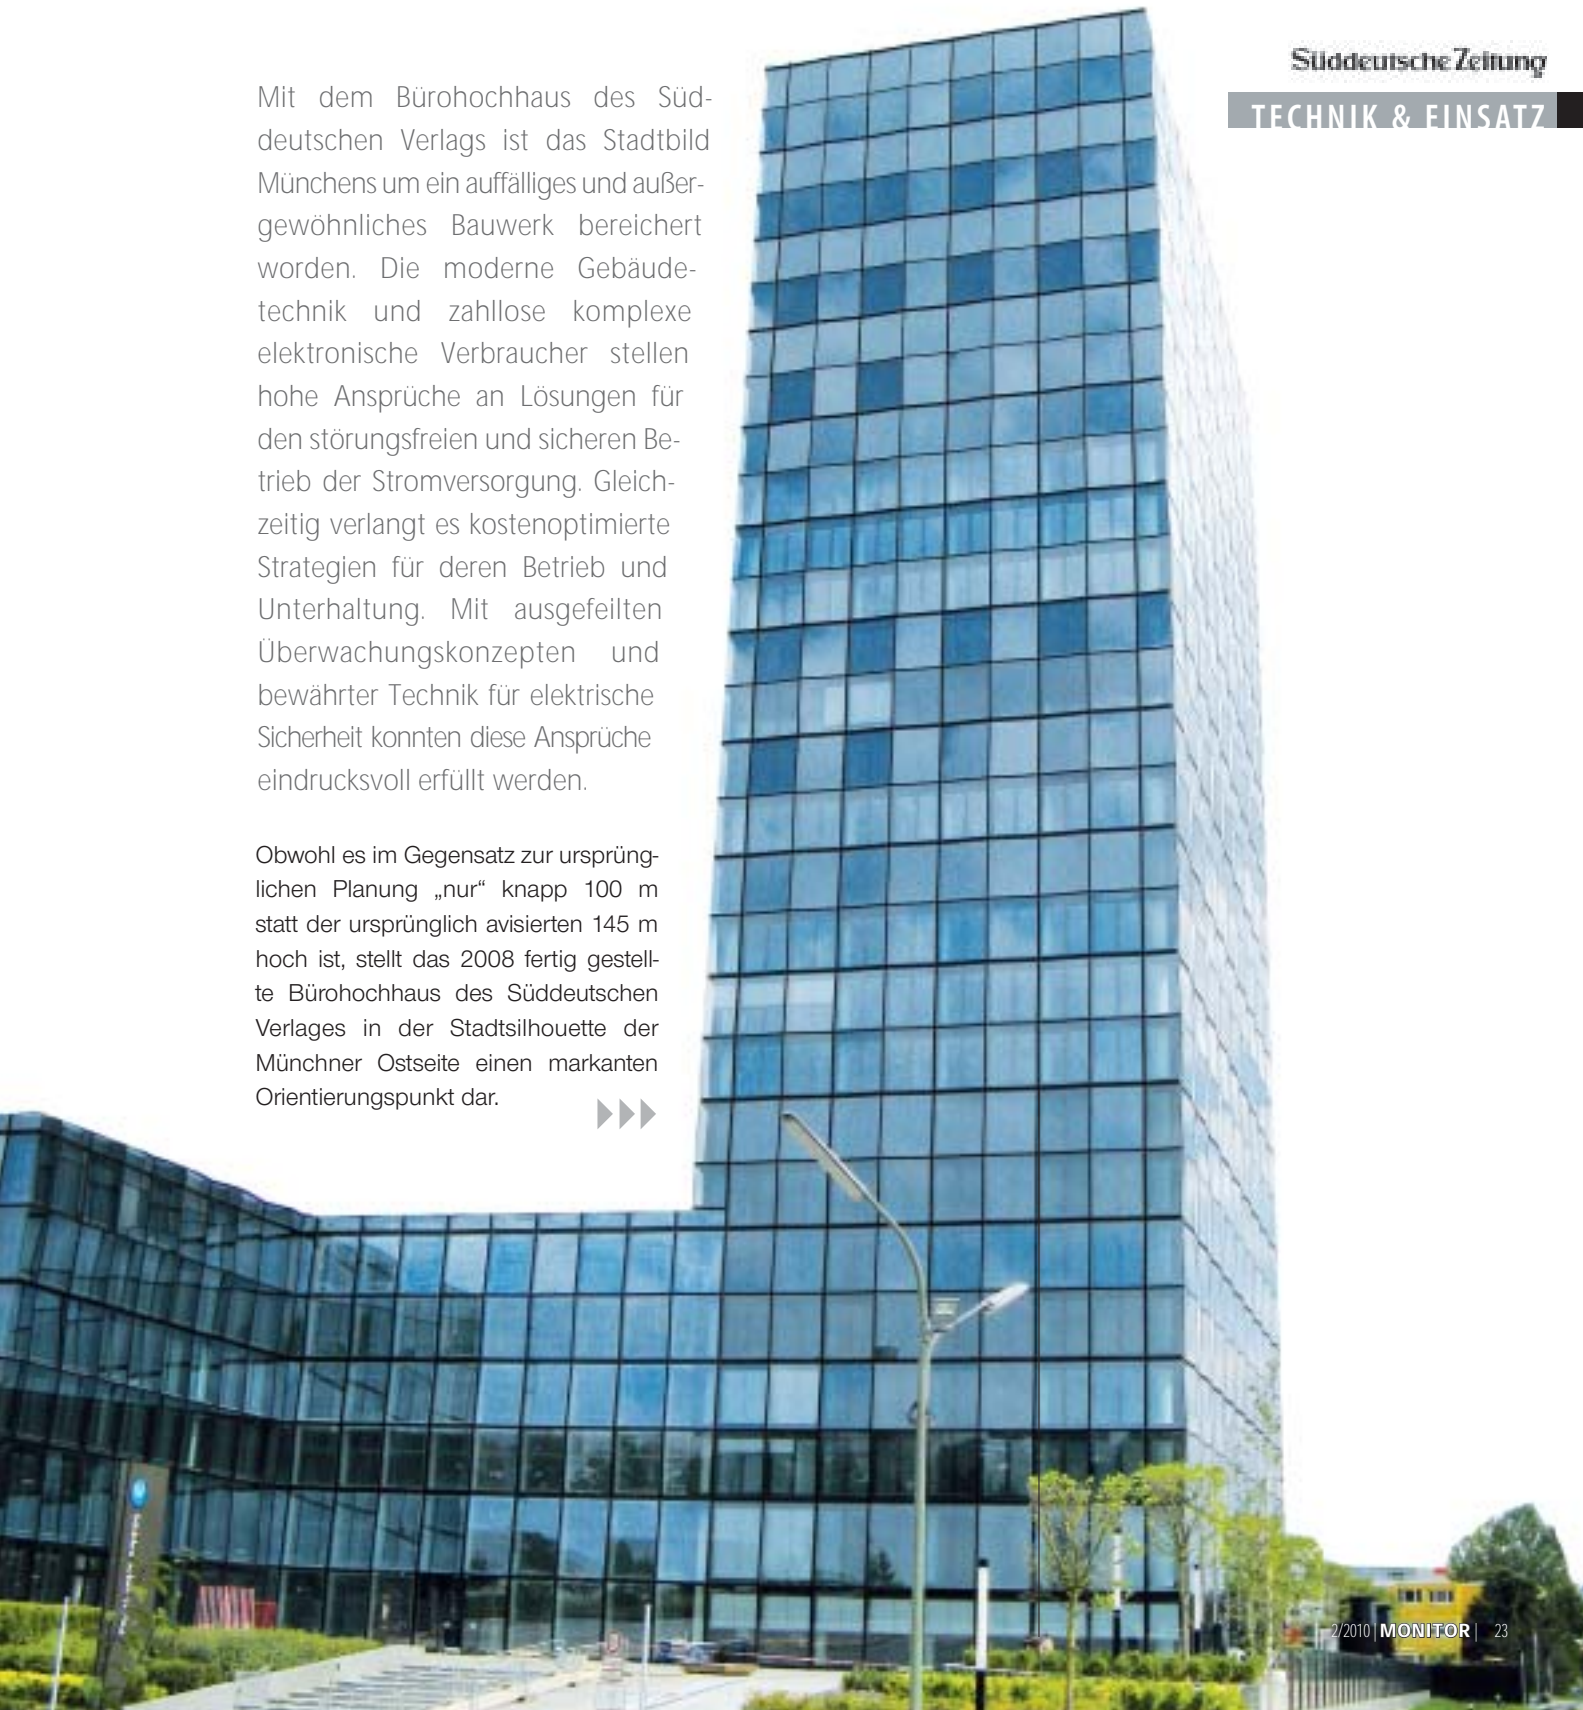 Süddeutsche Zeitung
TECHNIK & EINSATZ
Mit dem Bürohochhaus des Süd-
deutschen Verlags ist das Stadtbild
Münchens um ein auffälliges und außer-
gewöhnliches Bauwerk bereichert
worden. Die moderne Gebäude-
technik und zahllose komplexe
elektronische Verbraucher stellen
hohe Ansprüche an Lösungen für
den störungsfreien und sicheren Be-
trieb der Stromversorgung. Gleich-
zeitig verlangt es kostenoptimierte
Strategien für deren Betrieb und
Unterhaltung. Mit ausgefeilten
Überwachungskonzepten und
bewährter Technik für elektrische
Sicherheit konnten diese Ansprüche
eindrucksvoll erfüllt werden.
Obwohl es im Gegensatz zur ursprüng-
lichen Planung „nur“ knapp 100 m
statt der ursprünglich avisierten 145 m
hoch ist, stellt das 2008 fertig gestell-
te Bürohochhaus des Süddeutschen
Verlages in der Stadtsilhouette der
Münchner Ostseite einen markanten
Orientierungspunkt dar.
2/2010 | MONITOR | 23